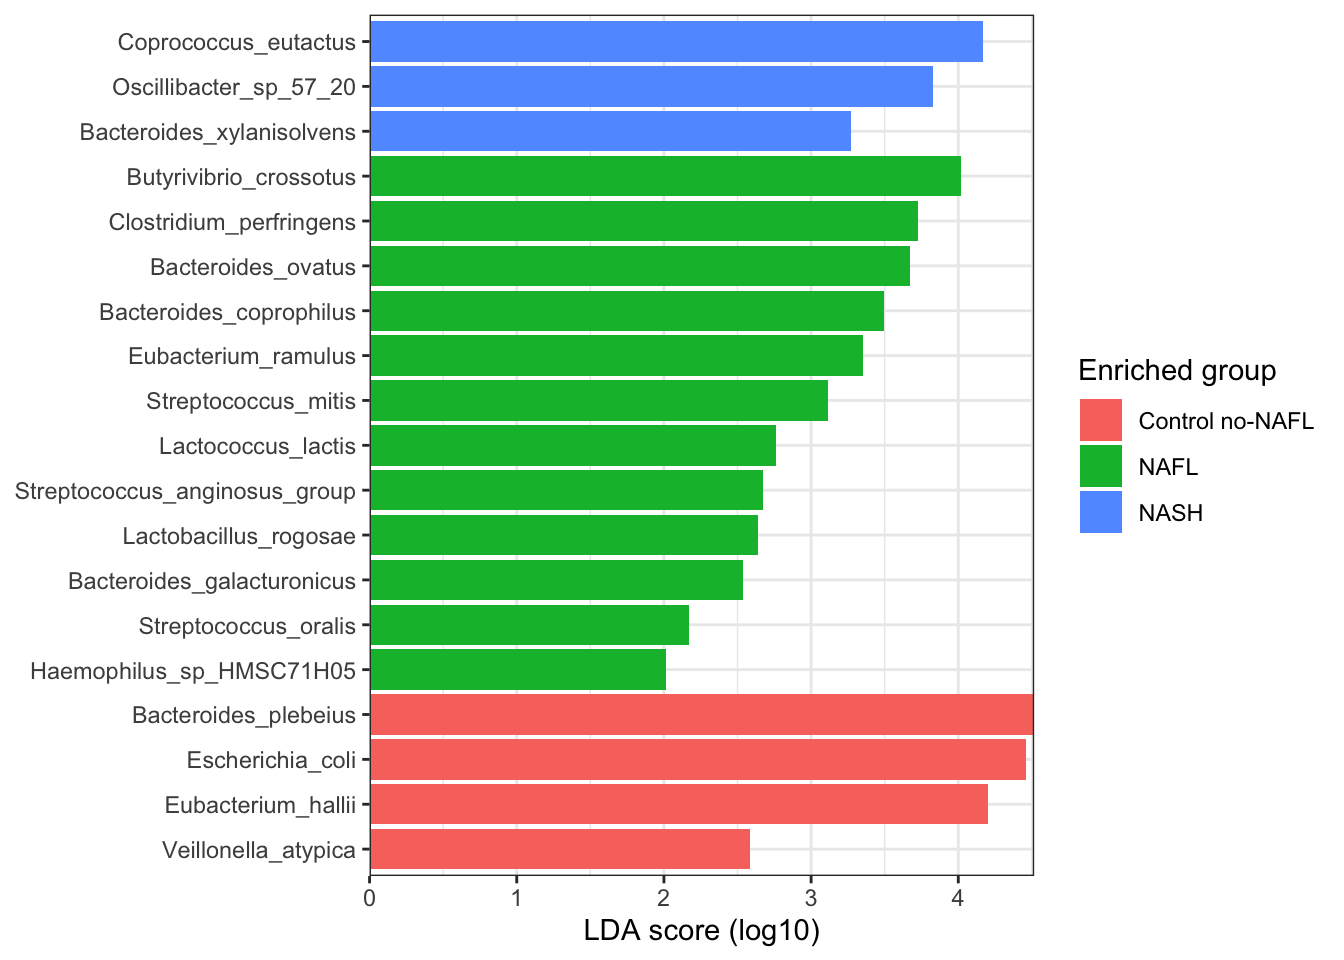 Coprococcus_eutactus
Oscillibacter_sp_57_20
Bacteroides_xylanisolvens
Butyrivibrio_crossotus
Clostridium_perfringens
Bacteroides_ovatus
Bacteroides_coprophilus
Eubacterium_ramulus
Streptococcus_mitis
Lactococcus_lactis
Streptococcus_anginosus_group
Lactobacillus_rogosae
Bacteroides_galacturonicus
Streptococcus_oralis
Haemophilus_sp_HMSC71H05
Bacteroides_plebeius
Escherichia_coli
Eubacterium_hallii
Veillonella_atypica
0 1 2 3 4
LDA score (log10)
Enriched group
Control no-NAFL
NAFL
NASH